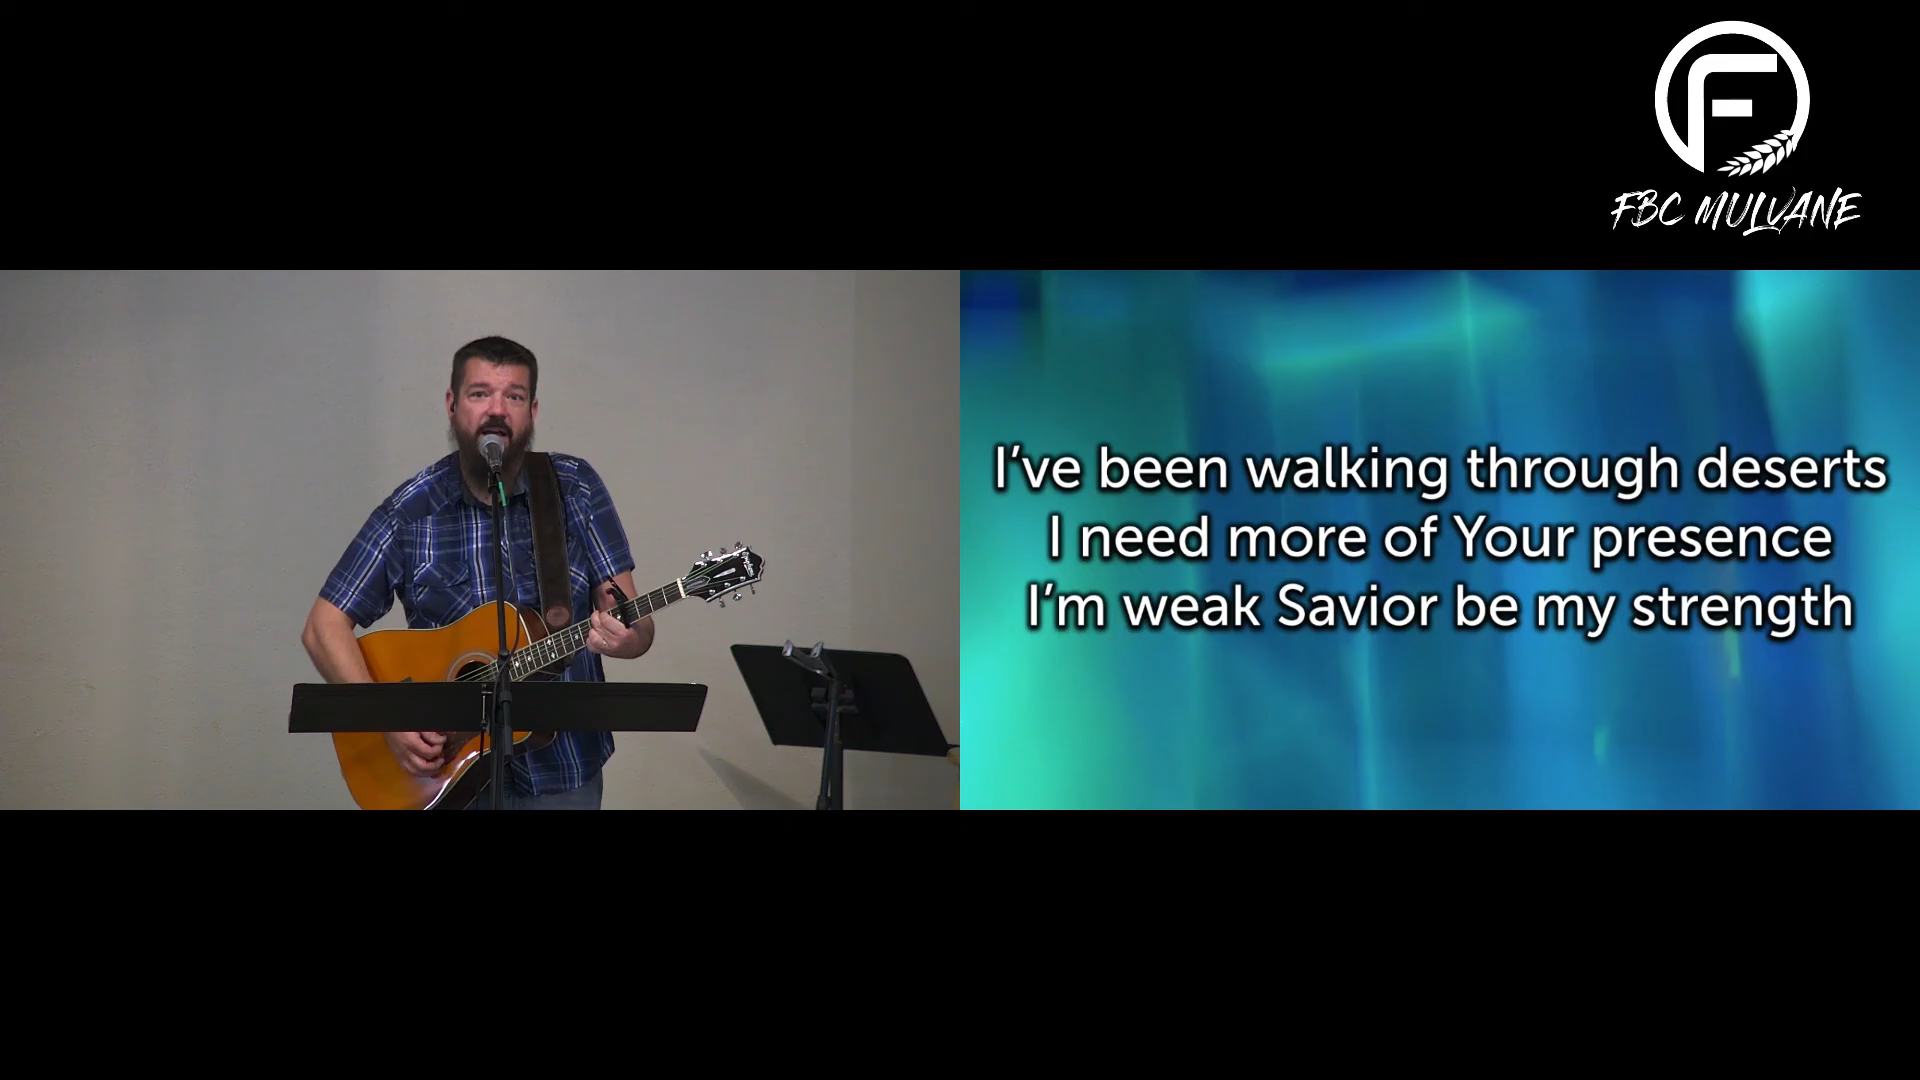 F
FBC MULVANE
I've been walking through deserts
I need more of Your presence
I'm weak Savior be my strength